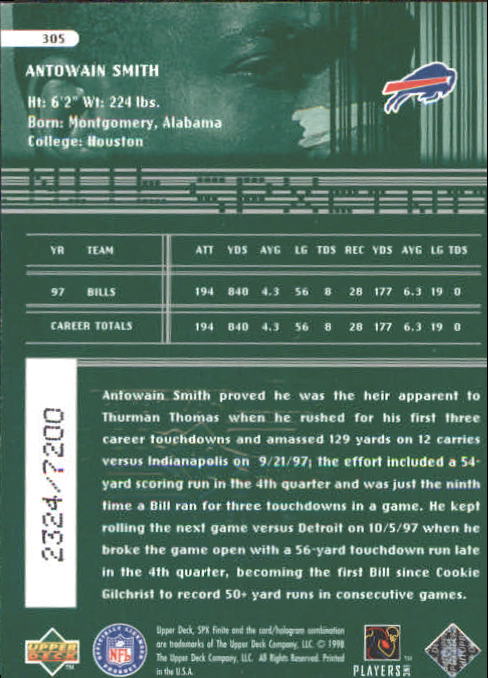 305
ANTOWAIN SMITH
Ht: 6'2" Wt: 224 lbs.
Born: Montgomery, Alabama
College: Houston
YR TEAM ATT YDS AVG LG TDS REC YDS AVG LG TDS
97 BILLS 194 840 4.3 56 8 28 177 6.3 19 0
CAREER TOTALS 194 840 4.3 56 8 28 177 6.3 19 0
2324/7200
Antowain Smith proved he was the heir apparent to
Thurman Thomas when he rushed for his first three
career touchdowns and amassed 129 yards on 12 carries
versus Indianapolis on 9/21/97; the effort included a 54-
yard scoring run in the 4th quarter and was just the ninth
time a Bill ran for three touchdowns in a game. He kept
rolling the next game versus Detroit on 10/5/97 when he
broke the game open with a 56-yard touchdown run late
in the 4th quarter, becoming the first Bill since Cookie
Gilchrist to record 50+ yard runs in consecutive games.
UPPER DECK TM
OFFICIALLY LICENSED PRODUCT NFL
Upper Deck, SPX Finite and the card/hologram combination
are trademarks of The Upper Deck Company, LLC. © 1998
The Upper Deck Company, LLC. All Rights Reserved. Printed
in the U.S.A.
PLAYERS INC TM